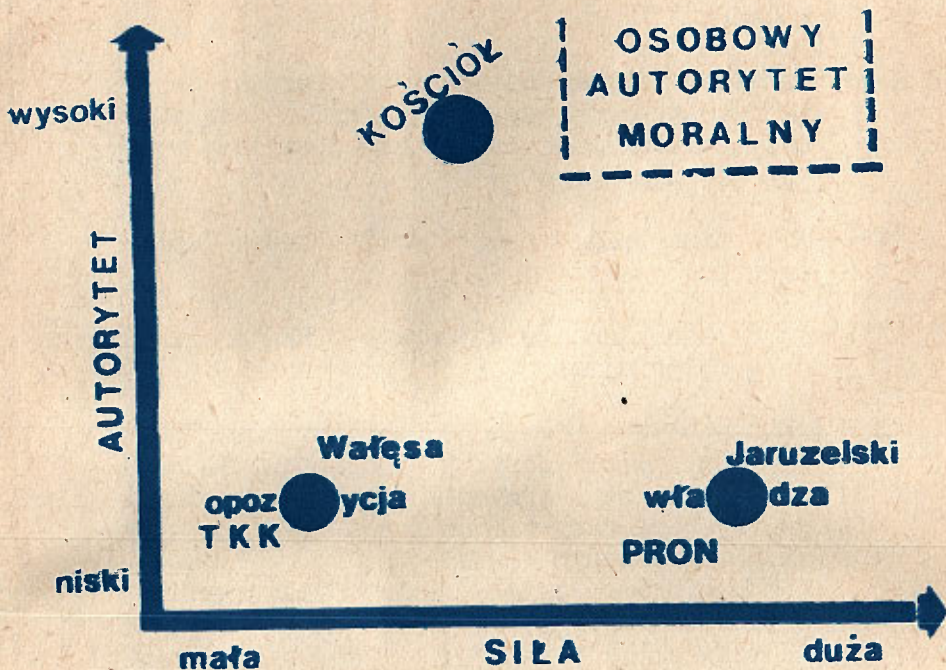 KOŚCIÓŁ
OSOBOWY
AUTORYTET
MORALNY
wysoki
AUTORYTET
niski
Wałęsa
opozycja
TKK
Jaruzelski
władza
PRON
mała SIŁA duża